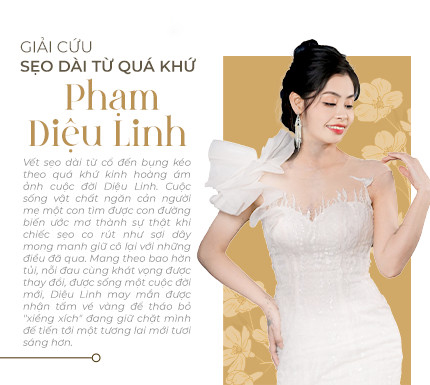 GIẢI CỨU
SẸO DÀI TỪ QUÁ KHỨ
Phạm
Diệu Linh
Vết sẹo dài từ cổ đến bụng kéo
theo quá khứ kinh hoàng ám
ảnh cuộc đời Diệu Linh. Cuộc
sống vật chất ngăn cản người
mẹ một con tìm được con đường
biến ước mơ thành sự thật khi
chiếc sẹo co rút như sợi dây
mong manh giữ cô lại với những
điều đã qua. Mang theo bao hờn
tủi, nỗi đau cùng khát vọng được
thay đổi, được sống một cuộc đời
mới, Diệu Linh may mắn được
nhận tấm vé vàng để tháo bỏ
"xiềng xích" đang giữ chặt mình
để tiến tới một tương lai mới tươi
sáng hơn.